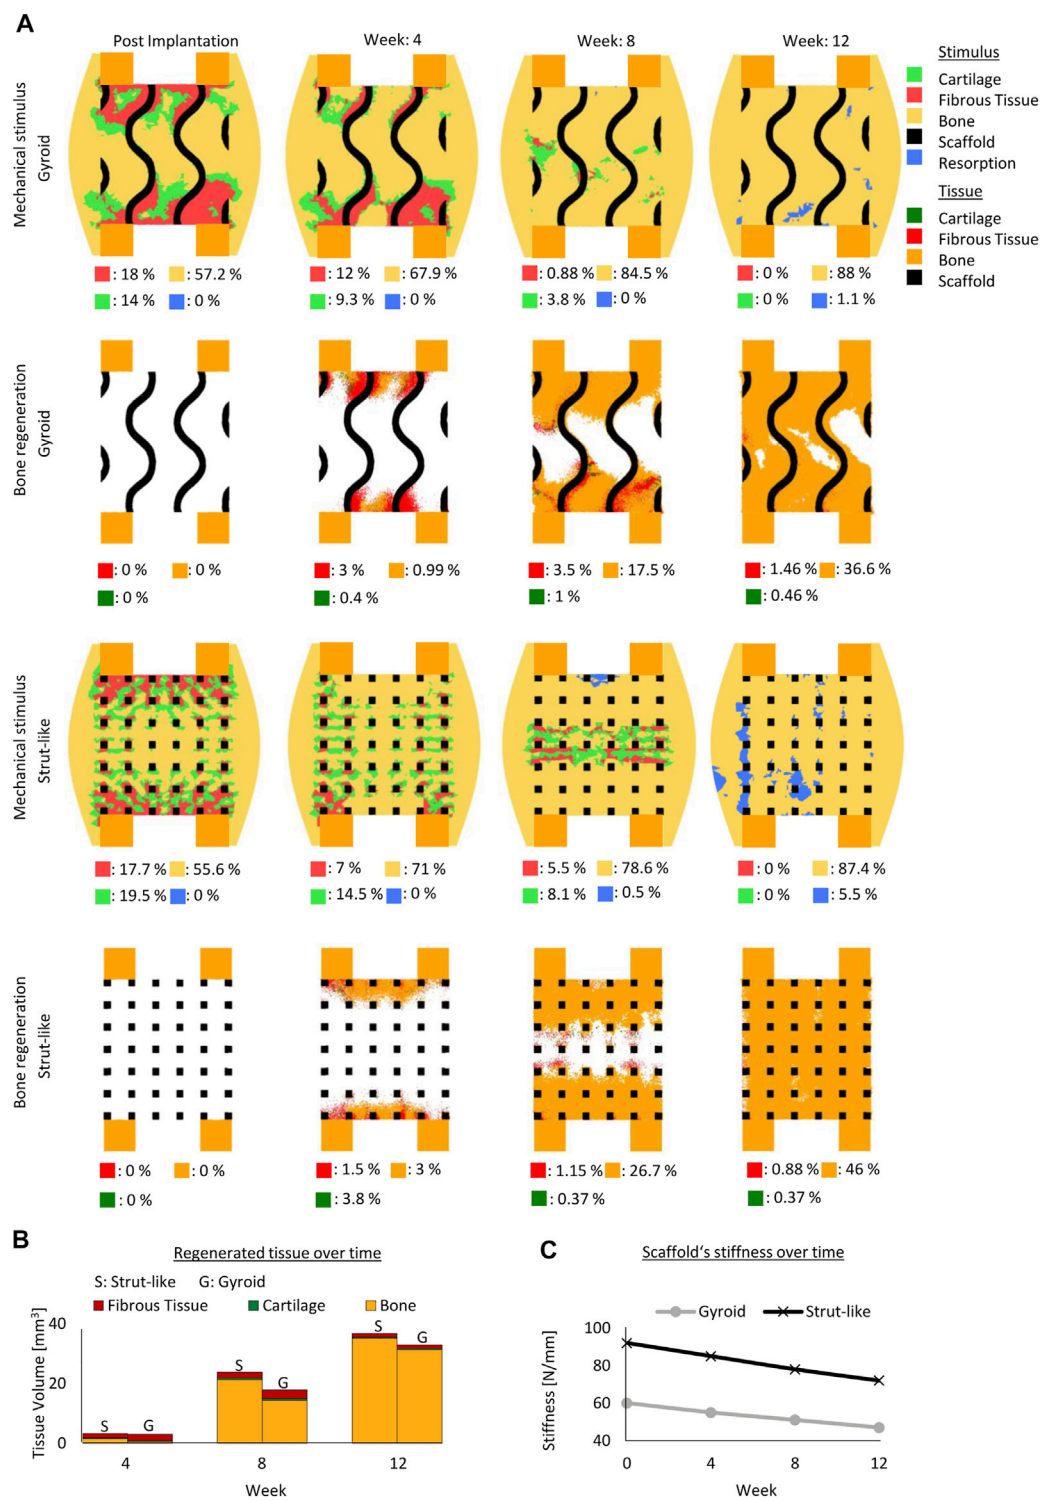 A
Post Implantation Week: 4 Week: 8 Week: 12
Mechanical stimulus
Gyroid
Stimulus
Cartilage
Fibrous Tissue
Bone
Scaffold
Resorption
Tissue
Cartilage
Fibrous Tissue
Bone
Scaffold
: 18 % : 57.2 % : 12 % : 67.9 % : 0.88 % : 84.5 % : 0 % : 88 %
: 14 % : 0 % : 9.3 % : 0 % : 3.8 % : 0 % : 0 % : 1.1 %
Bone regeneration
Gyroid
: 0 % : 0 % : 3 % : 0.99 % : 3.5 % : 17.5 % : 1.46 % : 36.6 %
: 0 % : 0.4 % : 1 % : 0.46 %
Mechanical stimulus
Strut-like
: 17.7 % : 55.6 % : 7 % : 71 % : 5.5 % : 78.6 % : 0 % : 87.4 %
: 19.5 % : 0 % : 14.5 % : 0 % : 8.1 % : 0.5 % : 0 % : 5.5 %
Bone regeneration
Strut-like
: 0 % : 0 % : 1.5 % : 3 % : 1.15 % : 26.7 % : 0.88 % : 46 %
: 0 % : 3.8 % : 0.37 % : 0.37 %
B
Regenerated tissue over time
S: Strut-like G: Gyroid
Fibrous Tissue Cartilage Bone
Tissue Volume [mm³]
40
20
0
S G S G S G
4 8 12
Week
C
Scaffold's stiffness over time
Gyroid Strut-like
Stiffness [N/mm]
100
80
60
40
0 4 8 12
Week